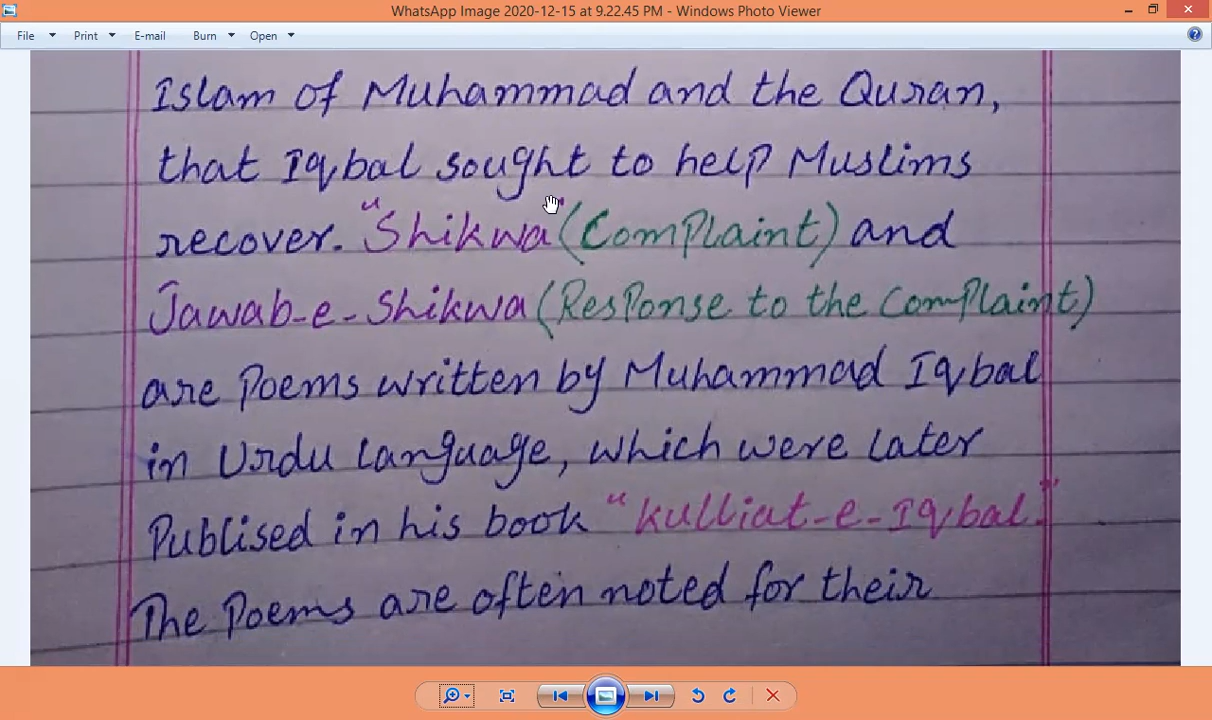 WhatsApp Image 2020-12-15 at 9.22.45 PM - Windows Photo Viewer
File Print E-mail Burn Open
Islam of Muhammad and the Quran,
that Iqbal sought to help Muslims
recover. "Shikwa" (Complaint) and
Jawab-e-Shikwa (Response to the Complaint)
are Poems written by Muhammad Iqbal
in Urdu Language, which were later
Publised in his book "kulliat-e-Iqbal."
The Poems are often noted for their